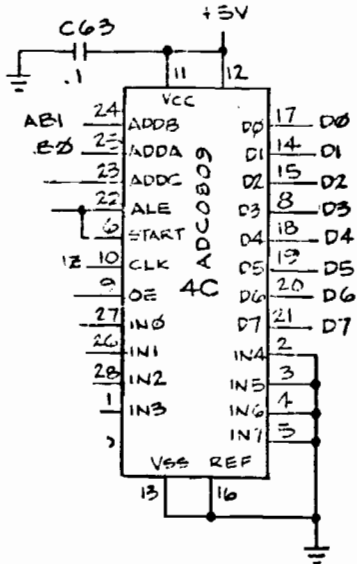 +5V
C63
.1
11 12
VCC
ADC0809
4C
AB1 24 ADDB DØ 17 DØ
BØ 25 ADDA D1 14 D1
23 ADDC D2 15 D2
22 ALE D3 8 D3
6 START D4 18 D4
IZ 10 CLK D5 19 D5
9 OE D6 20 D6
27 INØ D7 21 D7
26 IN1 IN4 2
28 IN2 IN5 3
1 IN3 IN6 4
IN7 5
VSS REF
13 16